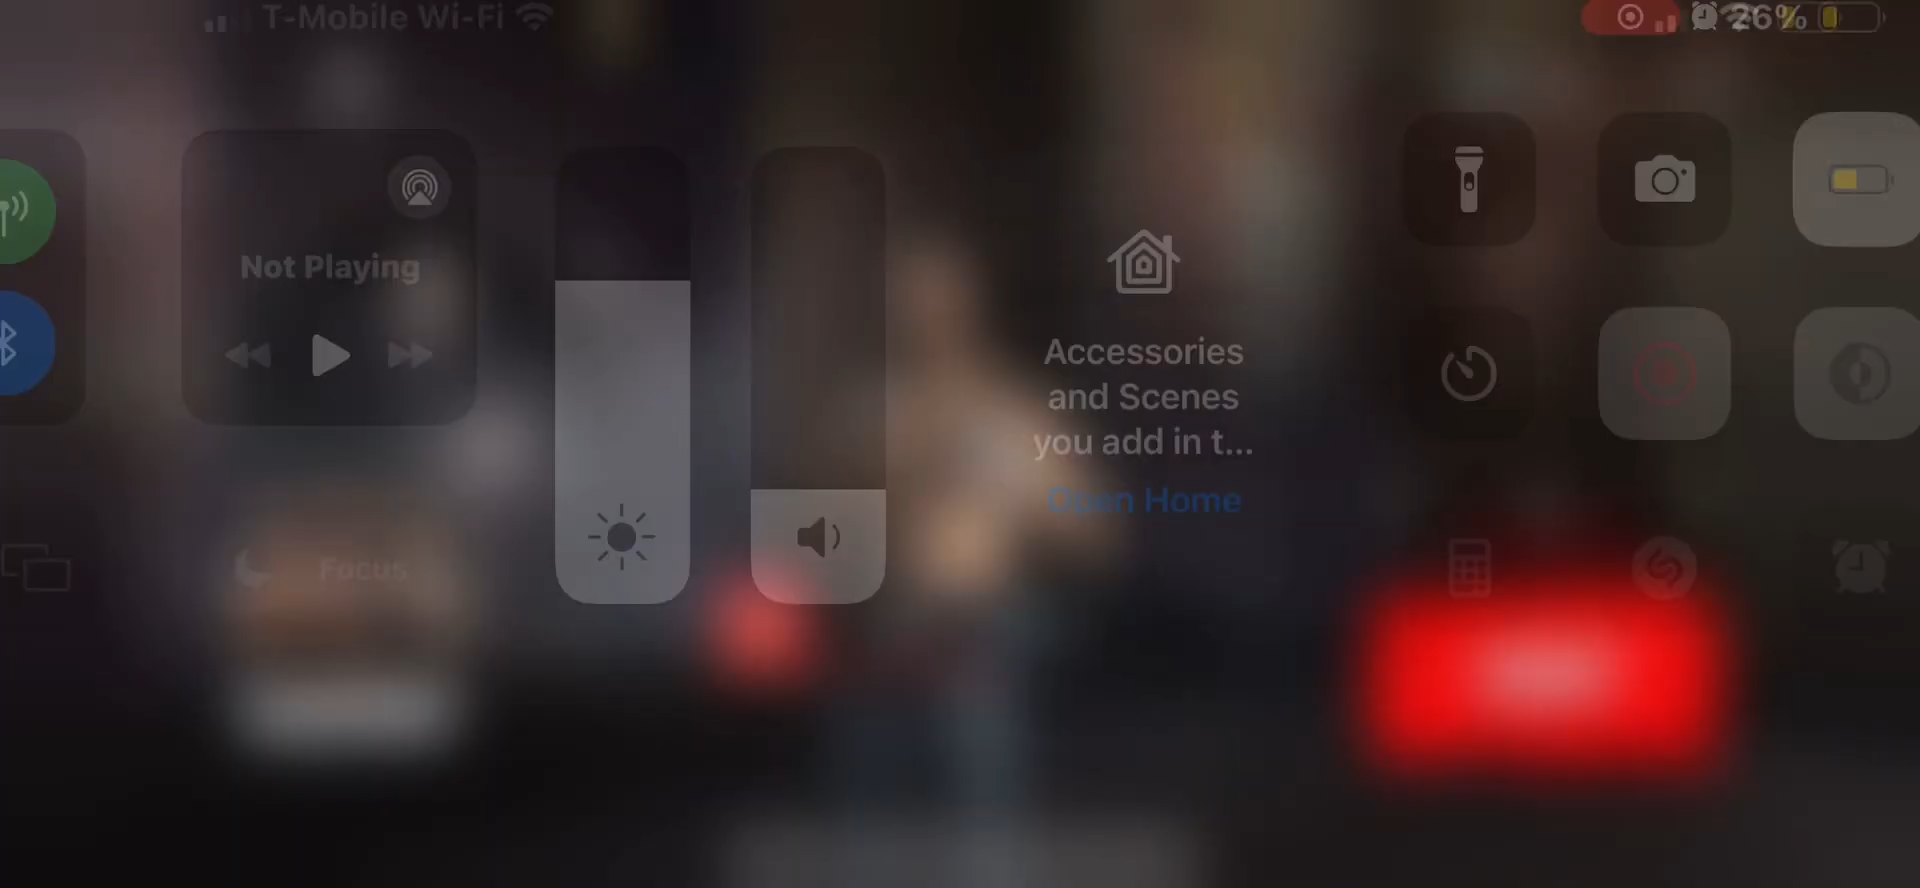 T-Mobile Wi-Fi
26%
Not Playing
Accessories
and Scenes
you add in t...
Open Home
Focus